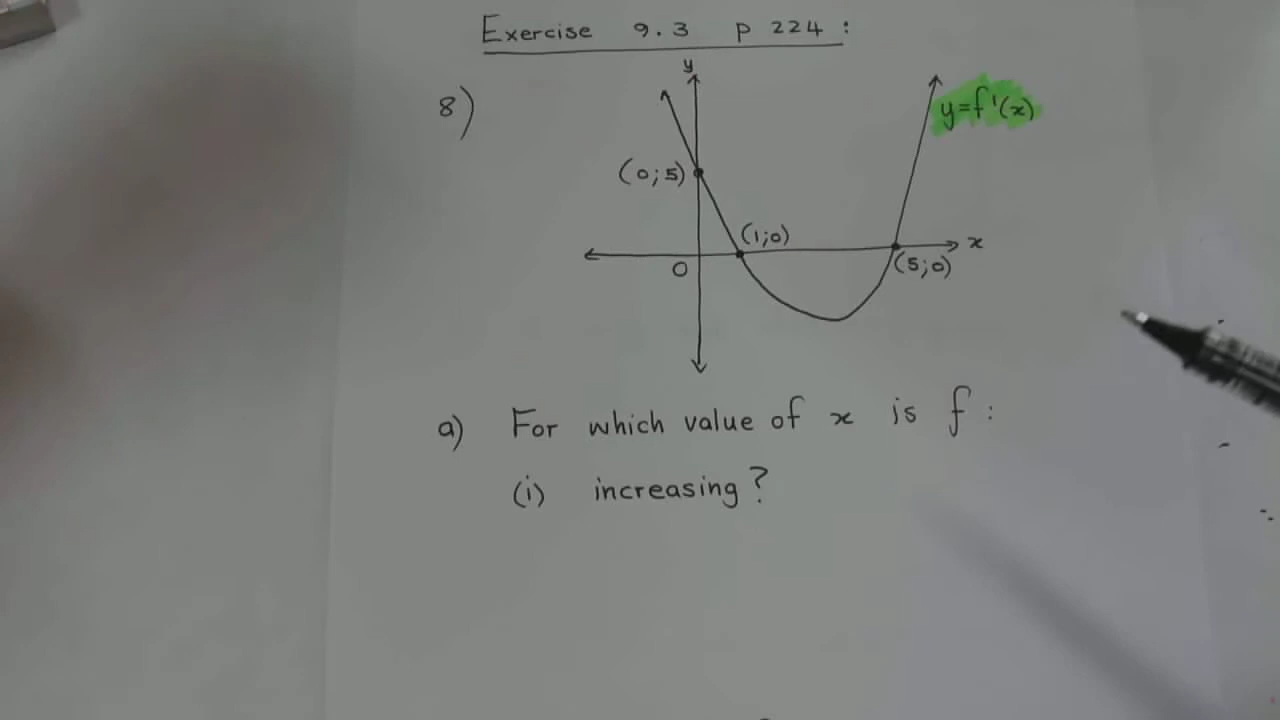 Exercise 9.3 p 224 :
8)
y
y=f'(x)
(0;5)
(1;0)
x
0
(5;0)
a) For which value of x is f :
(i) increasing?